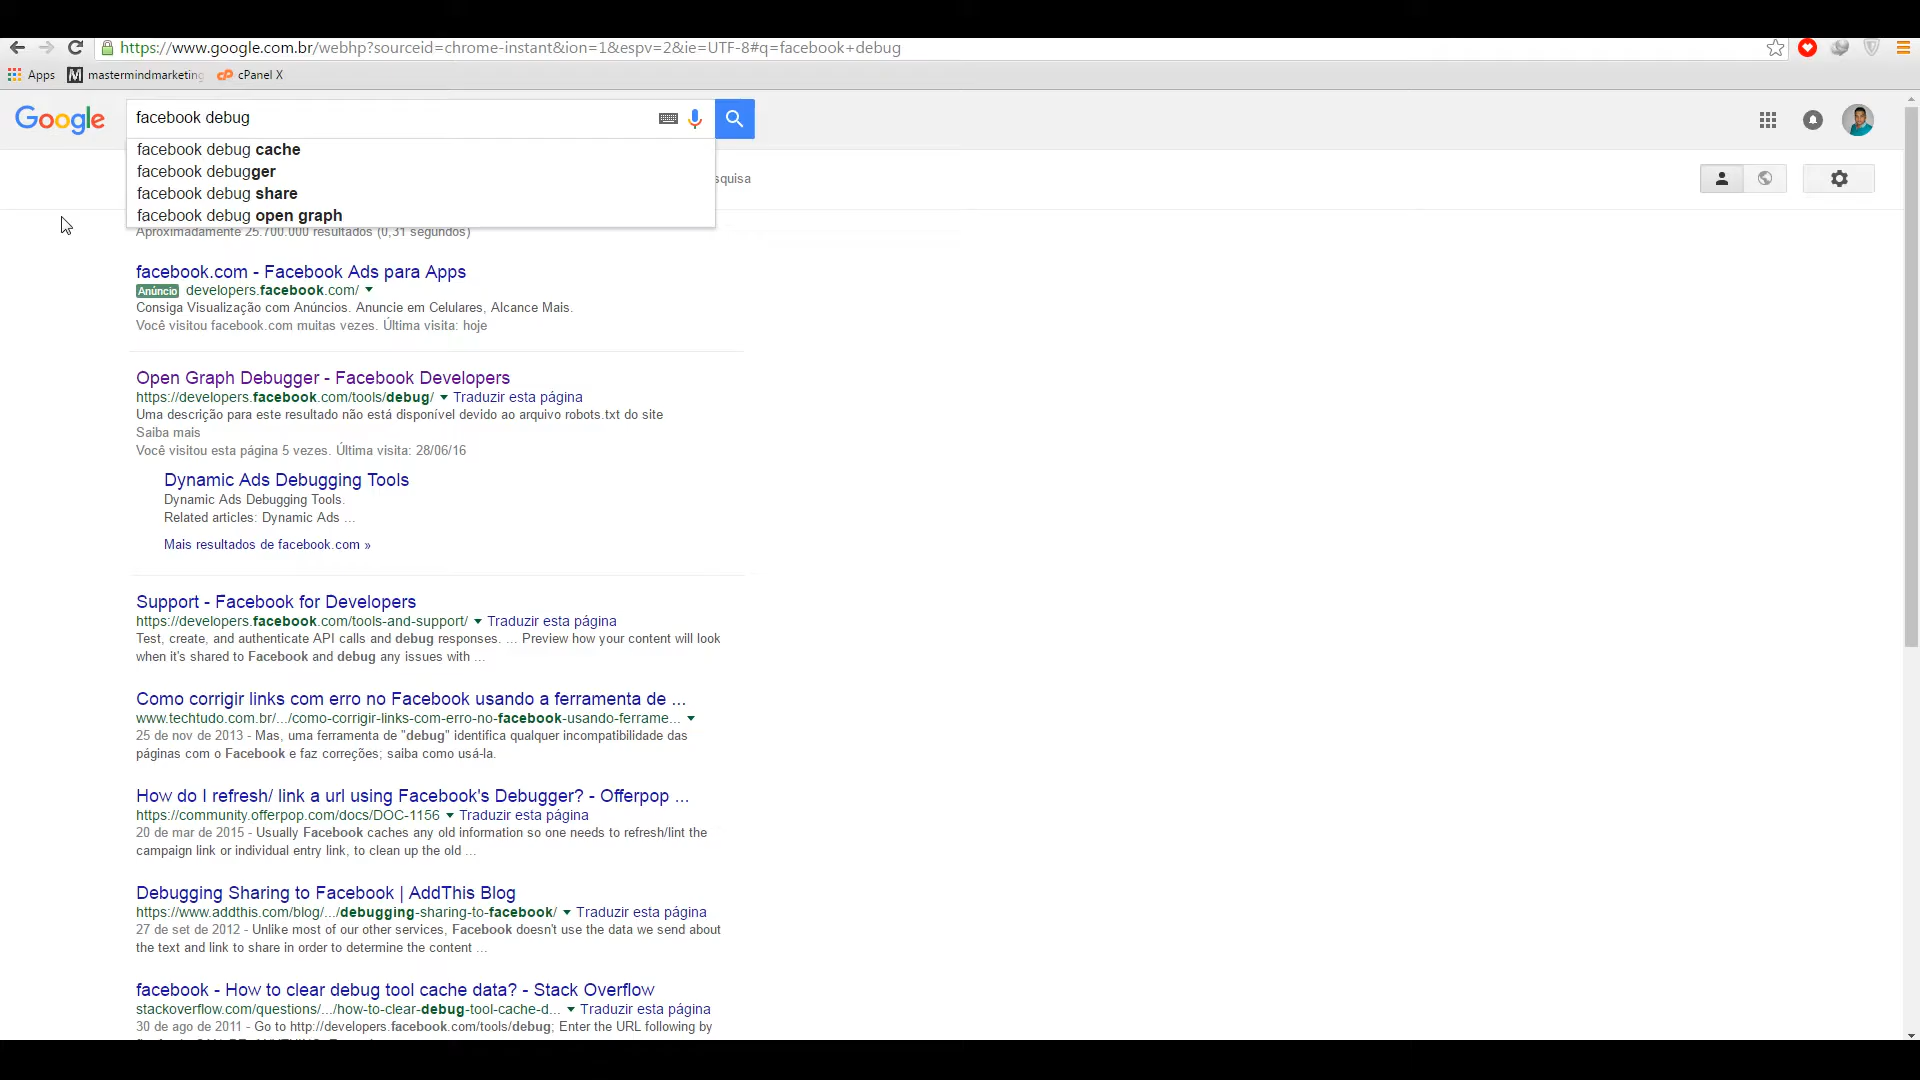 https://www.google.com.br/webhp?sourceid=chrome-instant&ion=1&espv=2&ie=UTF-8#q=facebook+debug
Apps mastermindmarketing cPanel X
Google facebook debug
facebook debug cache
facebook debugger
facebook debug share
facebook debug open graph
squisa
Aproximadamente 25.700.000 resultados (0,31 segundos)
facebook.com - Facebook Ads para Apps
Anúncio developers.facebook.com/
Consiga Visualização com Anúncios. Anuncie em Celulares, Alcance Mais.
Você visitou facebook.com muitas vezes. Última visita: hoje
Open Graph Debugger - Facebook Developers
https://developers.facebook.com/tools/debug/ Traduzir esta página
Uma descrição para este resultado não está disponível devido ao arquivo robots.txt do site
Saiba mais
Você visitou esta página 5 vezes. Última visita: 28/06/16
Dynamic Ads Debugging Tools
Dynamic Ads Debugging Tools.
Related articles: Dynamic Ads ...
Mais resultados de facebook.com »
Support - Facebook for Developers
https://developers.facebook.com/tools-and-support/ Traduzir esta página
Test, create, and authenticate API calls and debug responses. ... Preview how your content will look
when it's shared to Facebook and debug any issues with ...
Como corrigir links com erro no Facebook usando a ferramenta de ...
www.techtudo.com.br/.../como-corrigir-links-com-erro-no-facebook-usando-ferrame...
25 de nov de 2013 - Mas, uma ferramenta de "debug" identifica qualquer incompatibilidade das
páginas com o Facebook e faz correções; saiba como usá-la.
How do I refresh/ link a url using Facebook's Debugger? - Offerpop ...
https://community.offerpop.com/docs/DOC-1156 Traduzir esta página
20 de mar de 2015 - Usually Facebook caches any old information so one needs to refresh/lint the
campaign link or individual entry link, to clean up the old ...
Debugging Sharing to Facebook | AddThis Blog
https://www.addthis.com/blog/.../debugging-sharing-to-facebook/ Traduzir esta página
27 de set de 2012 - Unlike most of our other services, Facebook doesn't use the data we send about
the text and link to share in order to determine the content ...
facebook - How to clear debug tool cache data? - Stack Overflow
stackoverflow.com/questions/.../how-to-clear-debug-tool-cache-d... Traduzir esta página
30 de ago de 2011 - Go to http://developers.facebook.com/tools/debug; Enter the URL following by